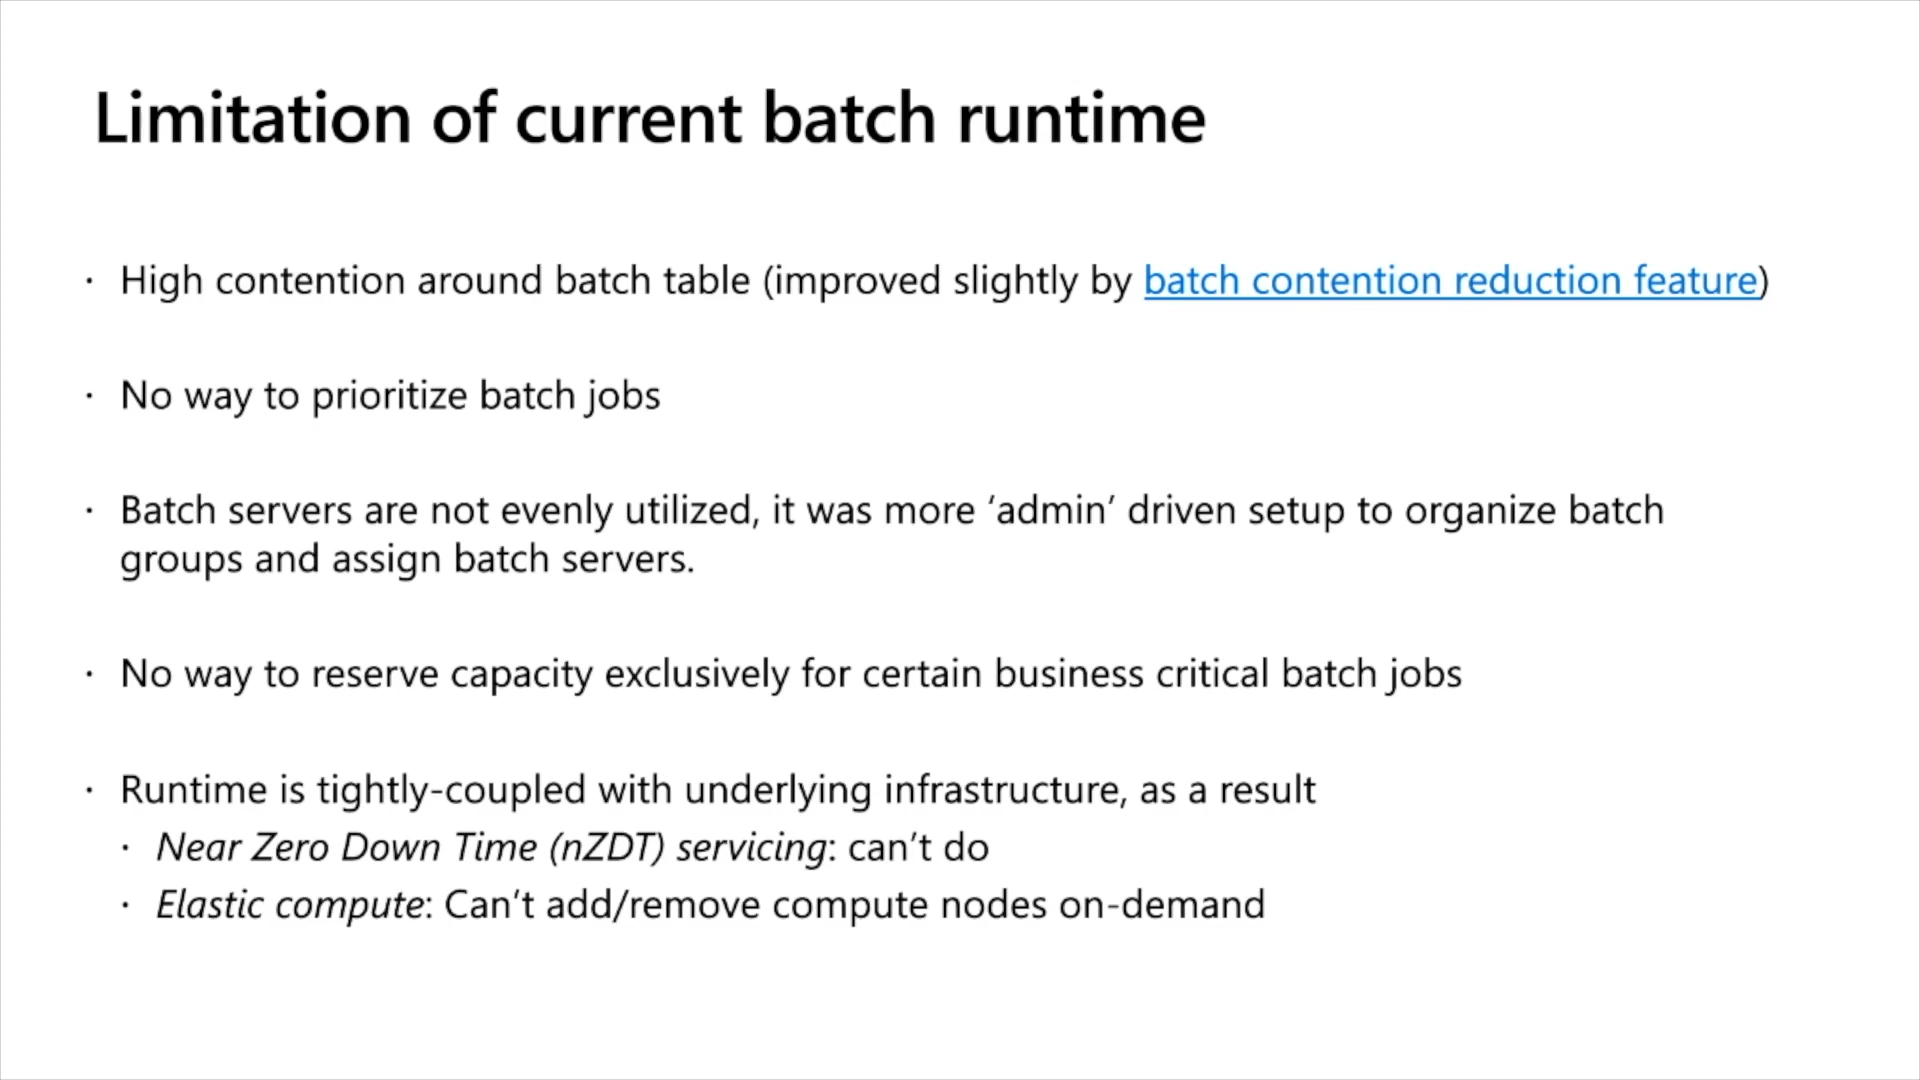 Limitation of current batch runtime
· High contention around batch table (improved slightly by batch contention reduction feature)
· No way to prioritize batch jobs
· Batch servers are not evenly utilized, it was more ‘admin’ driven setup to organize batch
groups and assign batch servers.
· No way to reserve capacity exclusively for certain business critical batch jobs
· Runtime is tightly-coupled with underlying infrastructure, as a result
· Near Zero Down Time (nZDT) servicing: can’t do
· Elastic compute: Can’t add/remove compute nodes on-demand